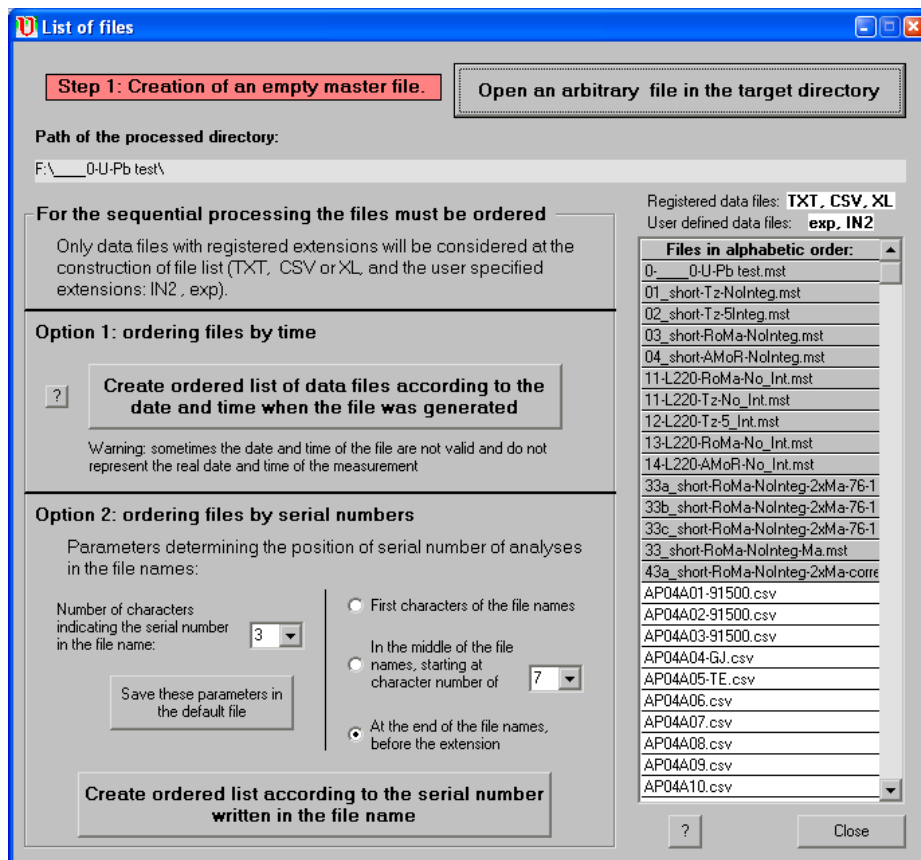 List of files
Step 1: Creation of an empty master file.
Open an arbitrary file in the target directory
Path of the processed directory:
F:\____0-U-Pb test\
For the sequential processing the files must be ordered
Only data files with registered extensions will be considered at the
construction of file list (TXT, CSV or XL, and the user specified
extensions: IN2 , exp).
Option 1: ordering files by time
?
Create ordered list of data files according to the
date and time when the file was generated
Warning: sometimes the date and time of the file are not valid and do not
represent the real date and time of the measurement
Option 2: ordering files by serial numbers
Parameters determining the position of serial number of analyses
in the file names:
Number of characters
indicating the serial number
in the file name:
3
Save these parameters in
the default file
First characters of the file names
In the middle of the file
names, starting at
character number of
7
At the end of the file names,
before the extension
Create ordered list according to the serial number
written in the file name
Registered data files: TXT, CSV, XL
User defined data files: exp, IN2
Files in alphabetic order:
0-____0-U-Pb test.mst
01_short-Tz-NoInteg.mst
02_short-Tz-5Integ.mst
03_short-RoMa-NoInteg.mst
04_short-AMoR-NoInteg.mst
11-L220-RoMa-No_Int.mst
11-L220-Tz-No_Int.mst
12-L220-Tz-5_Int.mst
13-L220-RoMa-No_Int.mst
14-L220-AMoR-No_Int.mst
33a_short-RoMa-NoInteg-2xMa-76-1
33b_short-RoMa-NoInteg-2xMa-76-1
33c_short-RoMa-NoInteg-2xMa-76-1
33_short-RoMa-NoInteg-Ma.mst
43a_short-RoMa-NoInteg-2xMa-corre
AP04A01-91500.csv
AP04A02-91500.csv
AP04A03-91500.csv
AP04A04-GJ.csv
AP04A05-TE.csv
AP04A06.csv
AP04A07.csv
AP04A08.csv
AP04A09.csv
AP04A10.csv
?
Close